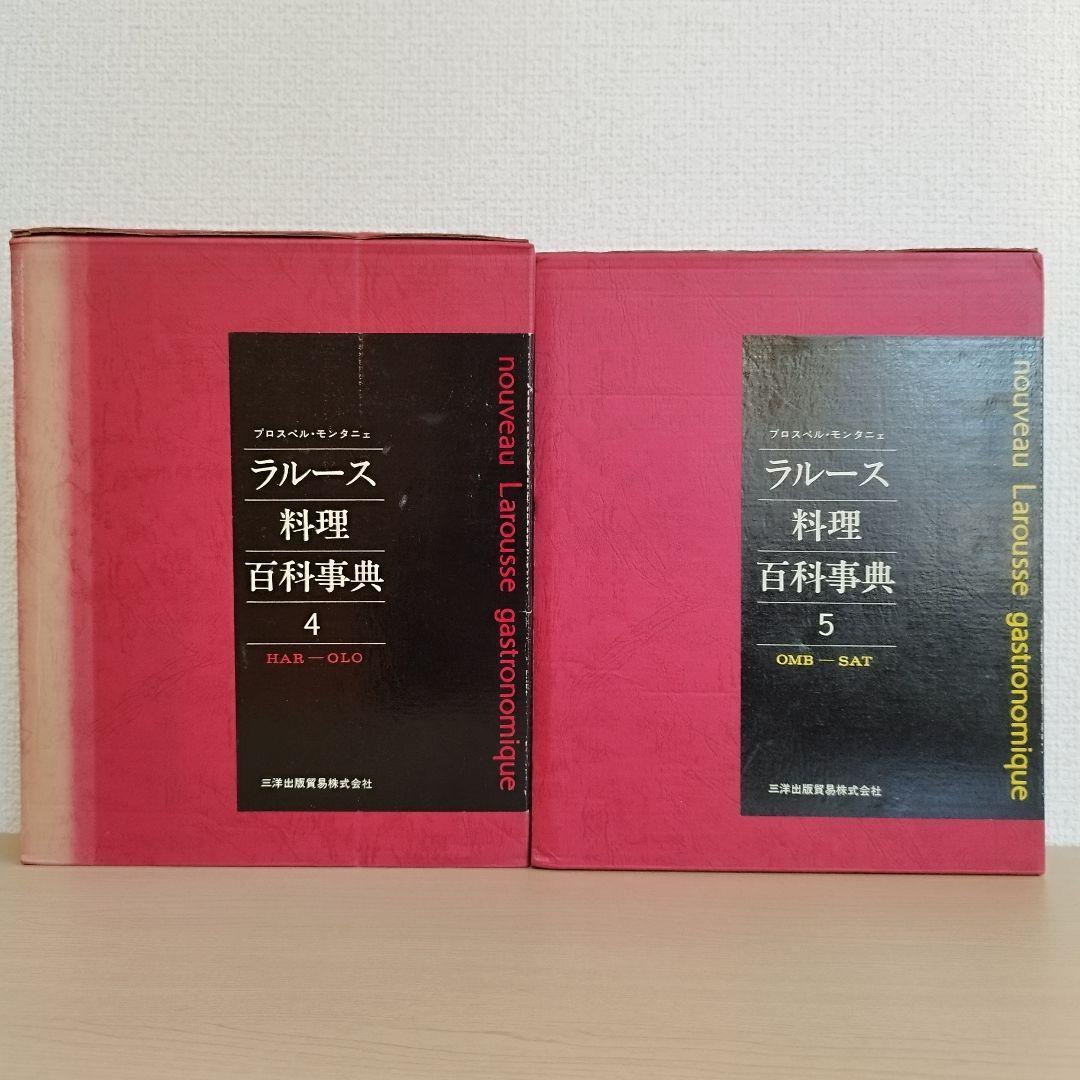 プロスペル・モンタニェ
ラルース
料理
百科事典
4
HAR—OLO
三洋出版貿易株式会社
nouveau Larousse gastronomique
プロスペル・モンタニェ
ラルース
料理
百科事典
5
OMB—SAT
三洋出版貿易株式会社
nouveau Larousse gastronomique